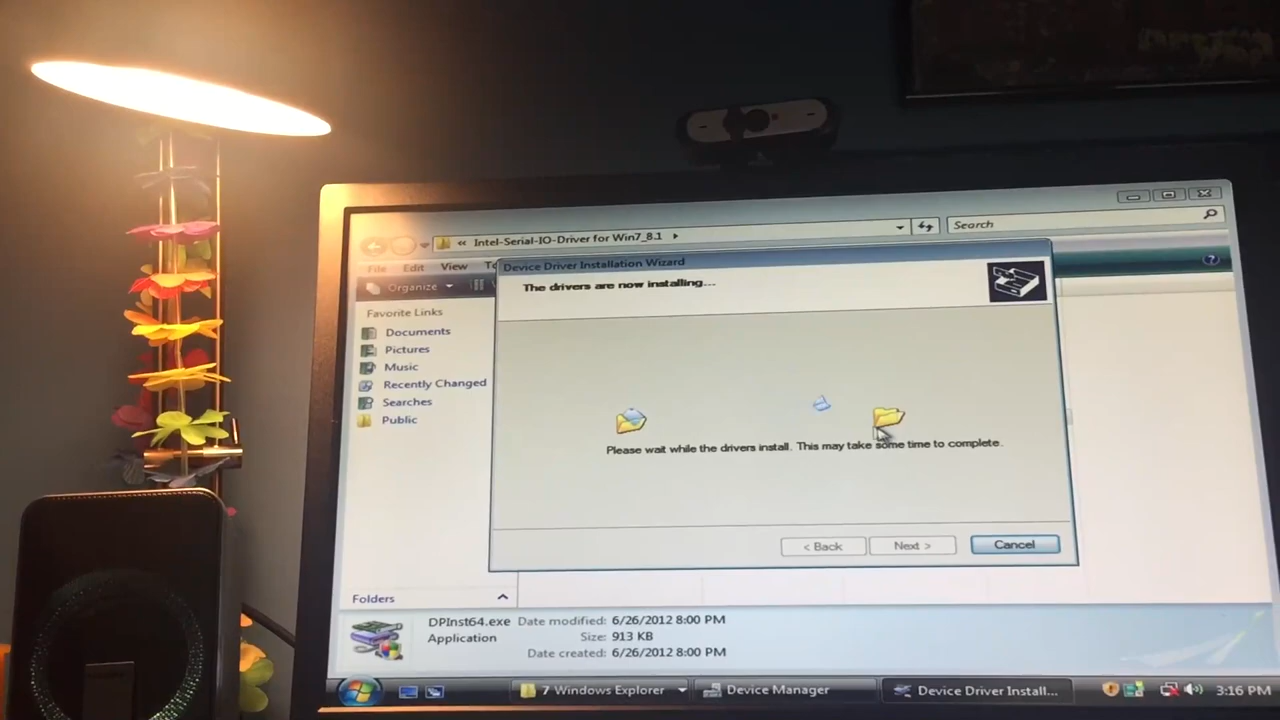 « Intel-Serial-IO-Driver for Win7_8.1
Search
File Edit View
Device Driver Installation Wizard
The drivers are now installing...
Organize
Favorite Links
Documents
Pictures
Music
Recently Changed
Searches
Public
Please wait while the drivers install. This may take some time to complete.
< Back Next > Cancel
Folders
DPInst64.exe Date modified: 6/26/2012 8:00 PM
Application Size: 913 KB
Date created: 6/26/2012 8:00 PM
7 Windows Explorer Device Manager Device Driver Install... 3:16 PM